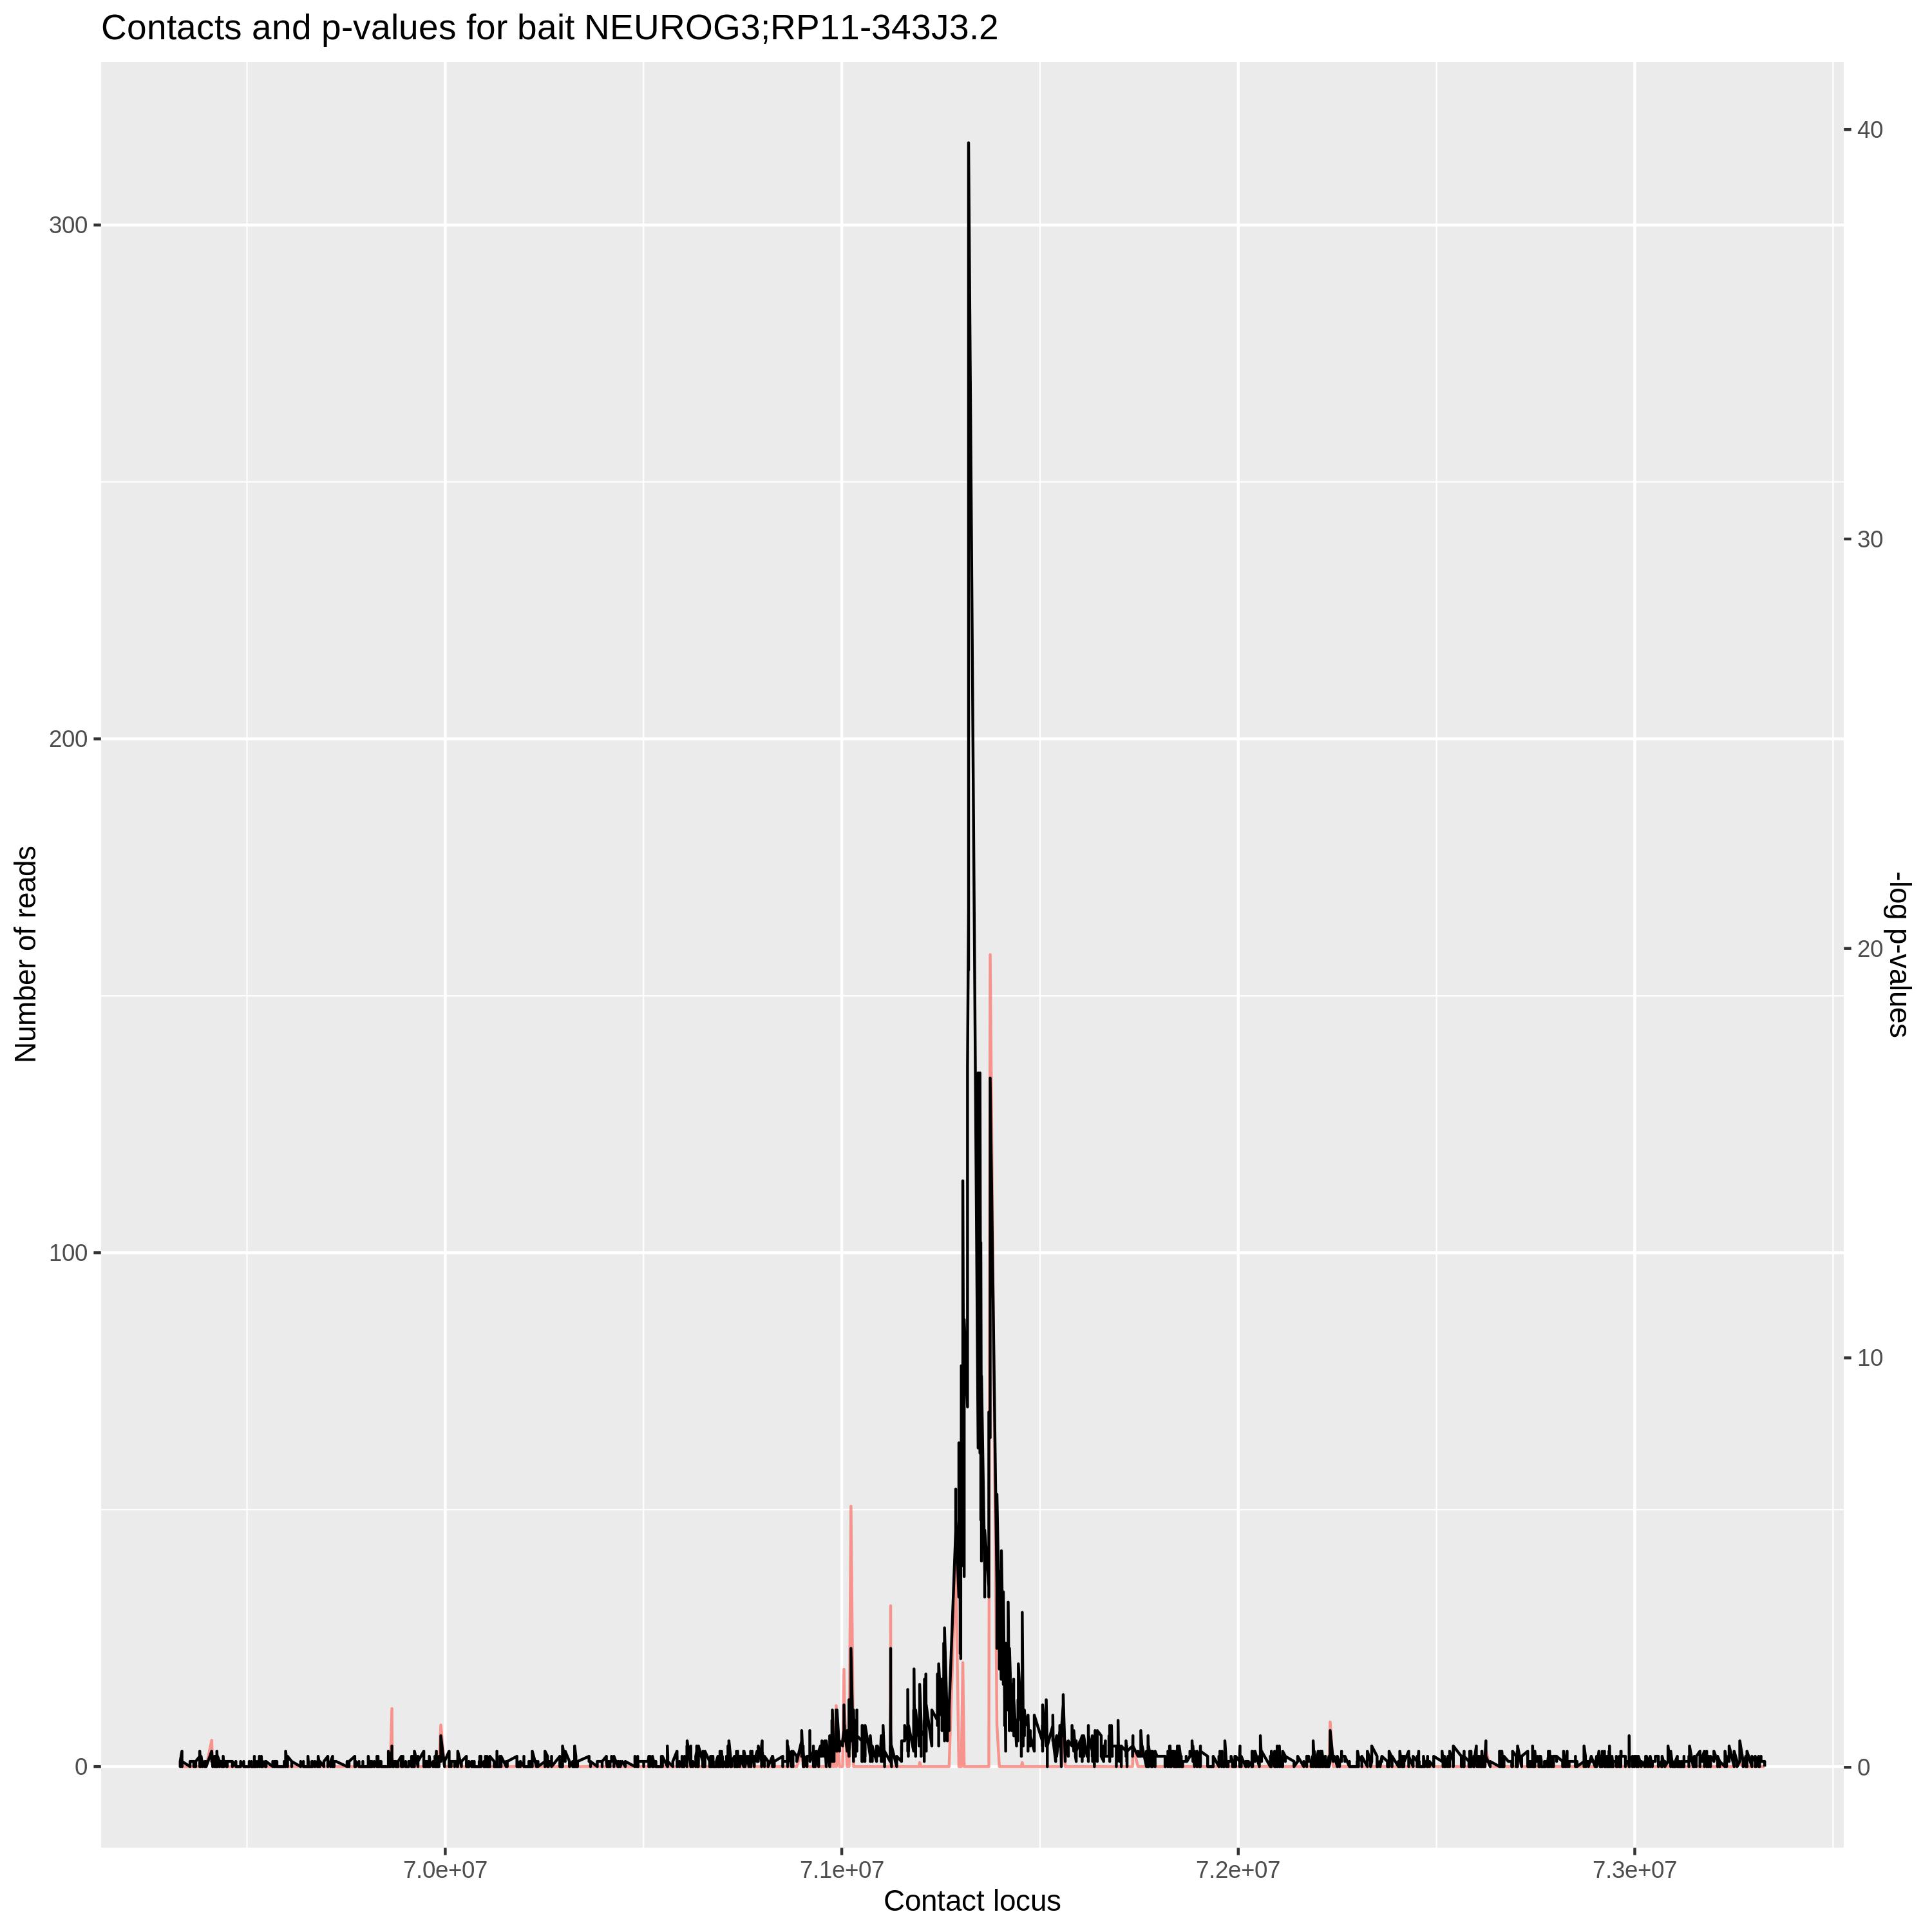 Contacts and p-values for bait NEUROG3;RP11-343J3.2
300
200
100
0
Number of reads
40
30
20
10
0
-log p-values
7.0e+07
7.1e+07
7.2e+07
7.3e+07
Contact locus